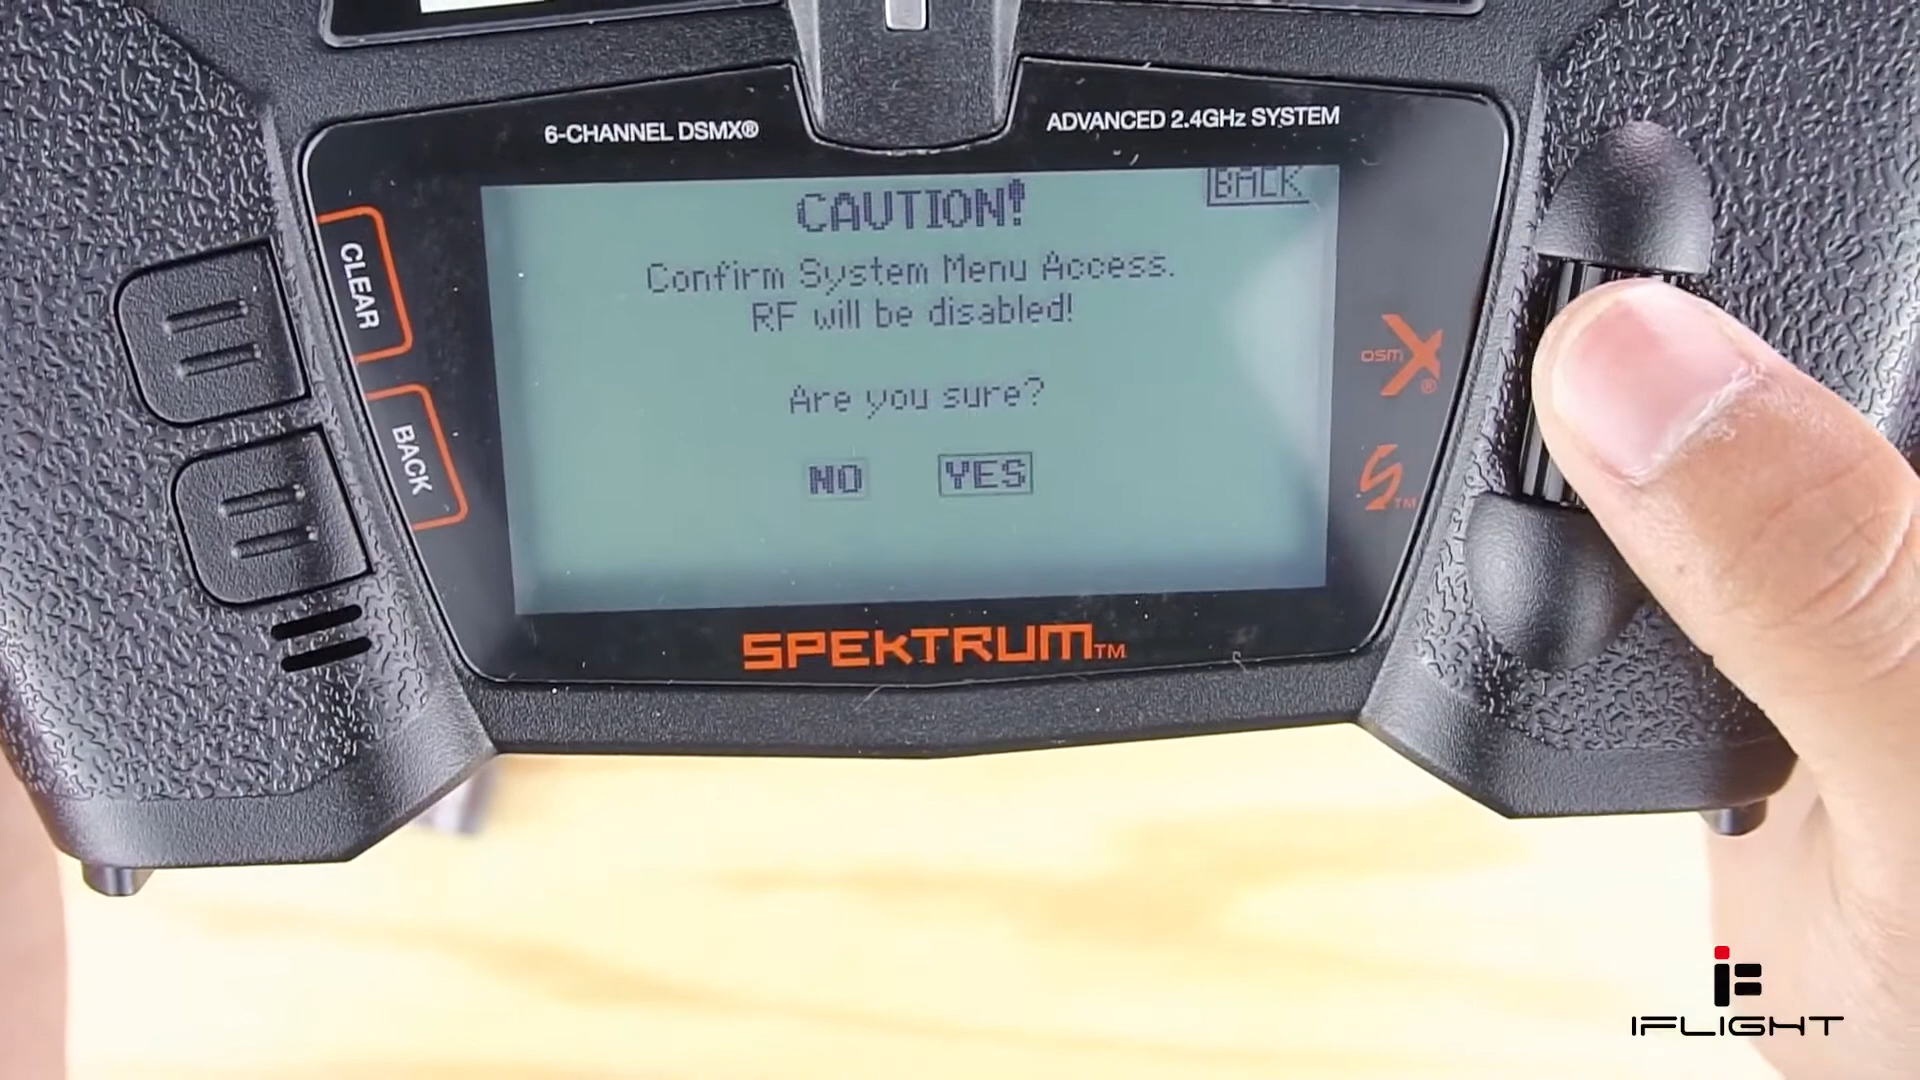 6-CHANNEL DSMX®
ADVANCED 2.4GHz SYSTEM
CLEAR
BACK
BACK
CAUTION!
Confirm System Menu Access.
RF will be disabled!
Are you sure?
NO YES
DSMX®
SPEKTRUM™
IFLIGHT